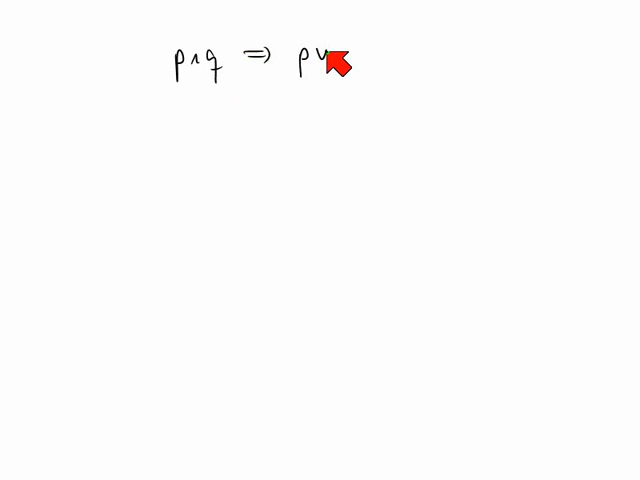 p ∧ q ⇒ p ∨